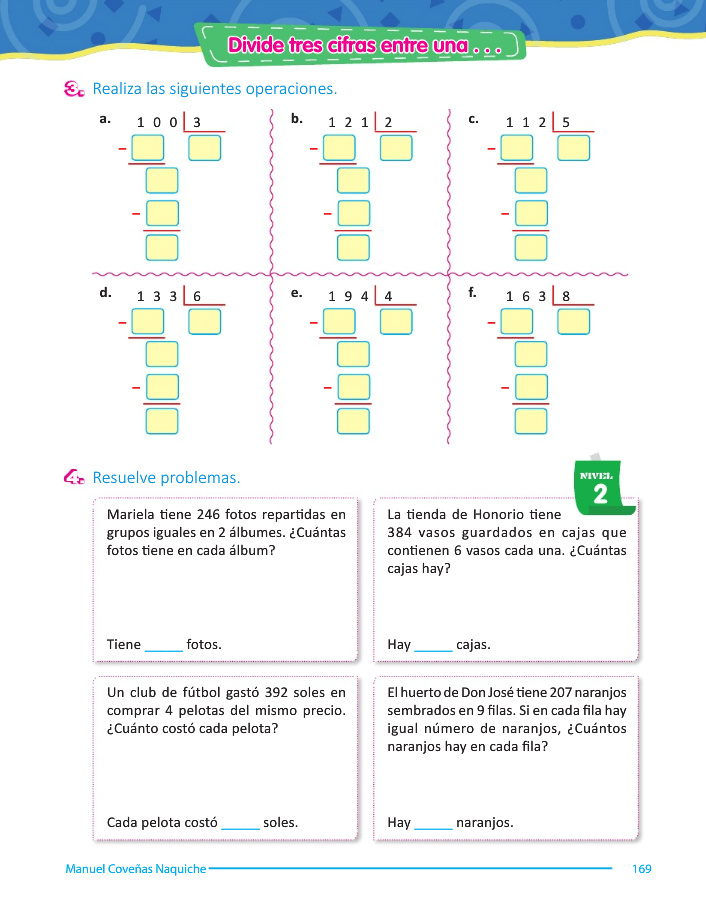 Divide tres cifras entre una . . .
3. Realiza las siguientes operaciones.
a. 1 0 0 3
b. 1 2 1 2
c. 1 1 2 5
–
–
–
–
–
–
d. 1 3 3 6
e. 1 9 4 4
f. 1 6 3 8
–
–
–
–
–
–
4. Resuelve problemas.
NIVEL
2
Mariela tiene 246 fotos repartidas en
grupos iguales en 2 álbumes. ¿Cuántas
fotos tiene en cada álbum?
Tiene _____ fotos.
La tienda de Honorio tiene
384 vasos guardados en cajas que
contienen 6 vasos cada una. ¿Cuántas
cajas hay?
Hay _____ cajas.
Un club de fútbol gastó 392 soles en
comprar 4 pelotas del mismo precio.
¿Cuánto costó cada pelota?
Cada pelota costó _____ soles.
El huerto de Don José tiene 207 naranjos
sembrados en 9 filas. Si en cada fila hay
igual número de naranjos, ¿Cuántos
naranjos hay en cada fila?
Hay _____ naranjos.
Manuel Coveñas Naquiche
169